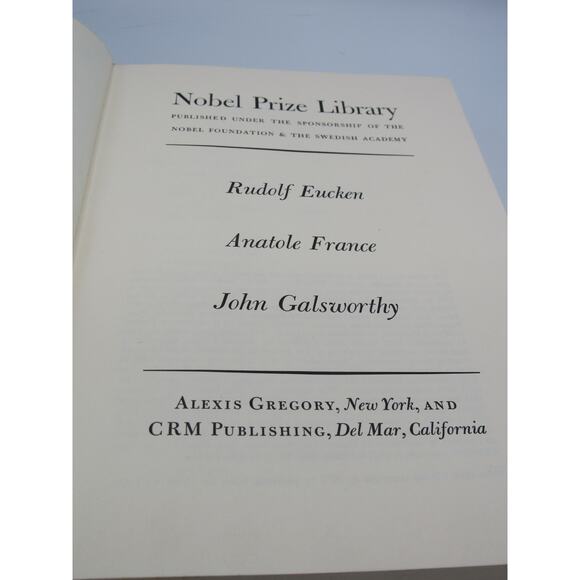 Nobel Prize Library
PUBLISHED UNDER THE SPONSORSHIP OF THE
NOBEL FOUNDATION & THE SWEDISH ACADEMY
Rudolf Eucken
Anatole France
John Galsworthy
ALEXIS GREGORY, New York, AND
CRM PUBLISHING, Del Mar, California